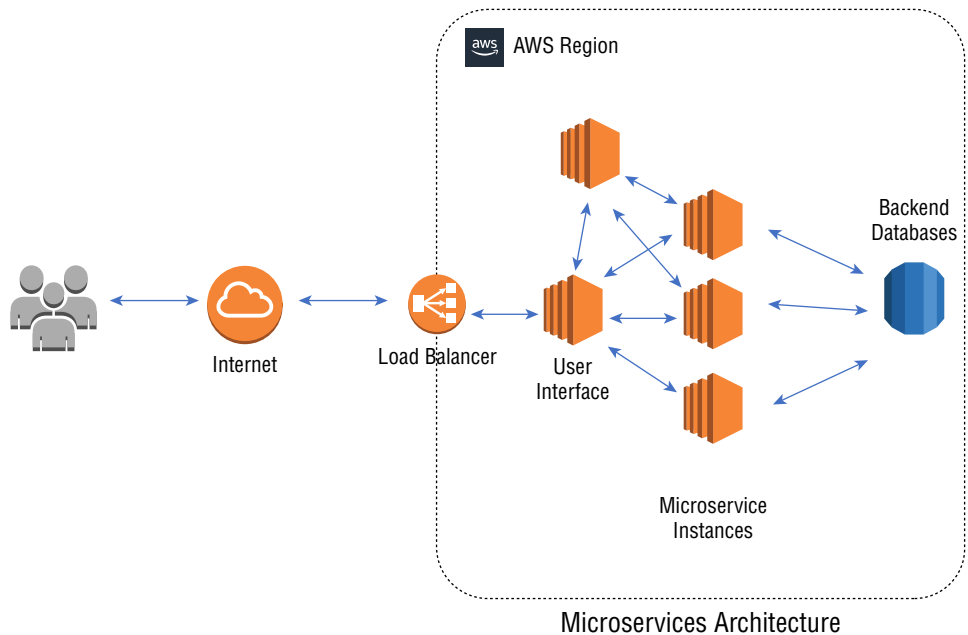 aws
AWS Region
Backend
Databases
Internet
Load Balancer
User
Interface
Microservice
Instances
Microservices Architecture